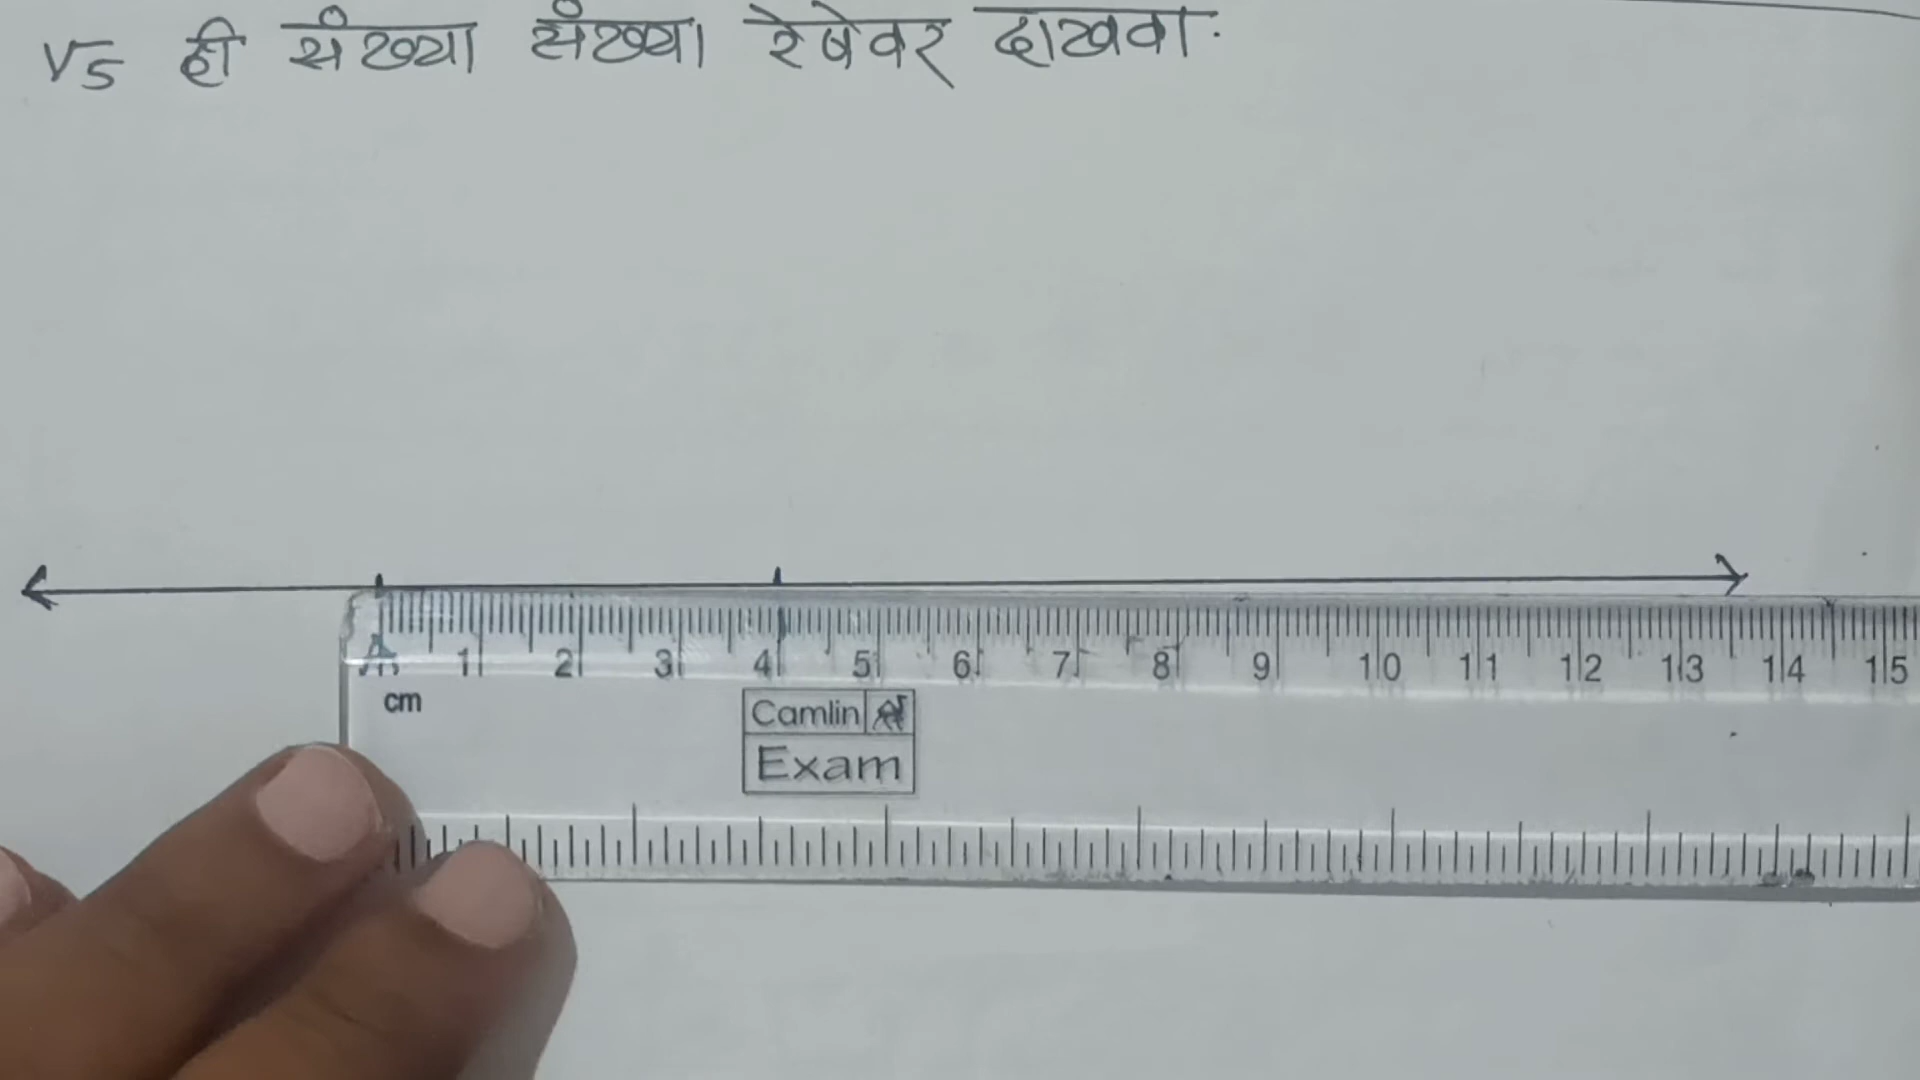 √5 ही संख्या संख्या रेषेवर दाखवा.
1 2 3 4 5 6 7 8 9 10 11 12 13 14 15
cm
Camlin
Exam